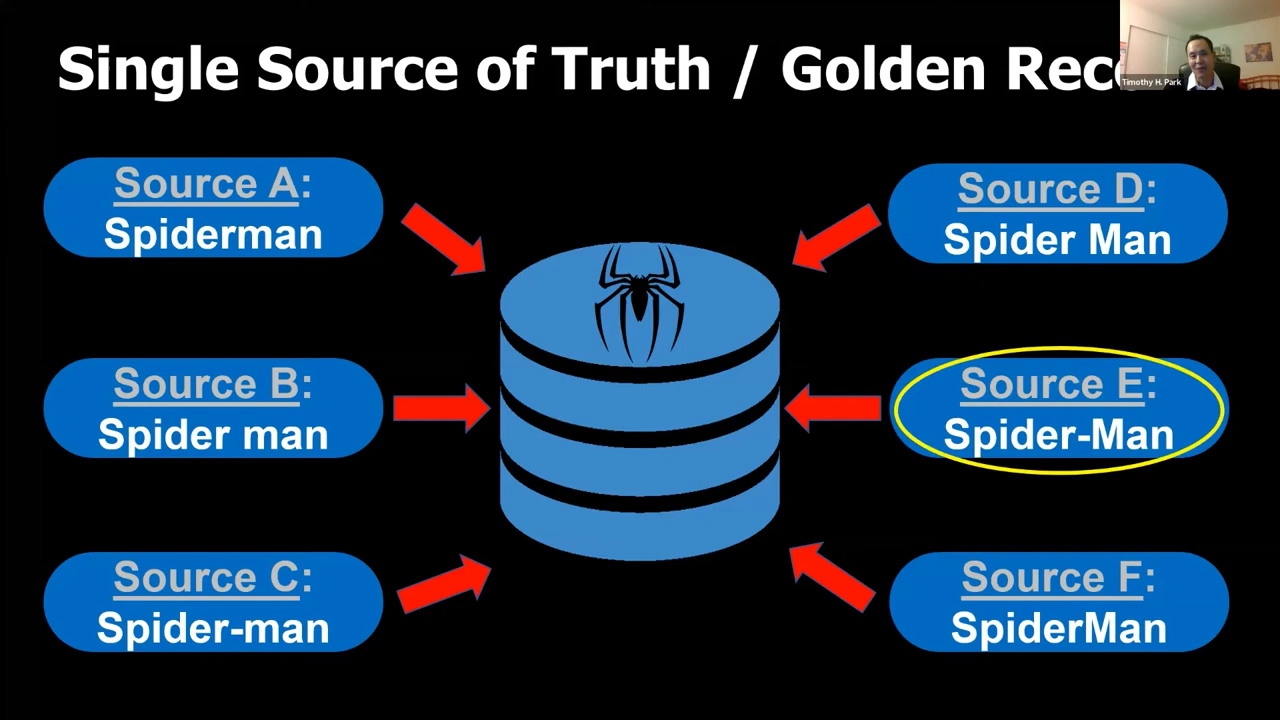 Single Source of Truth / Golden Rec
Timothy H. Park
Source A:
Spiderman
Source B:
Spider man
Source C:
Spider-man
Source D:
Spider Man
Source E:
Spider-Man
Source F:
SpiderMan